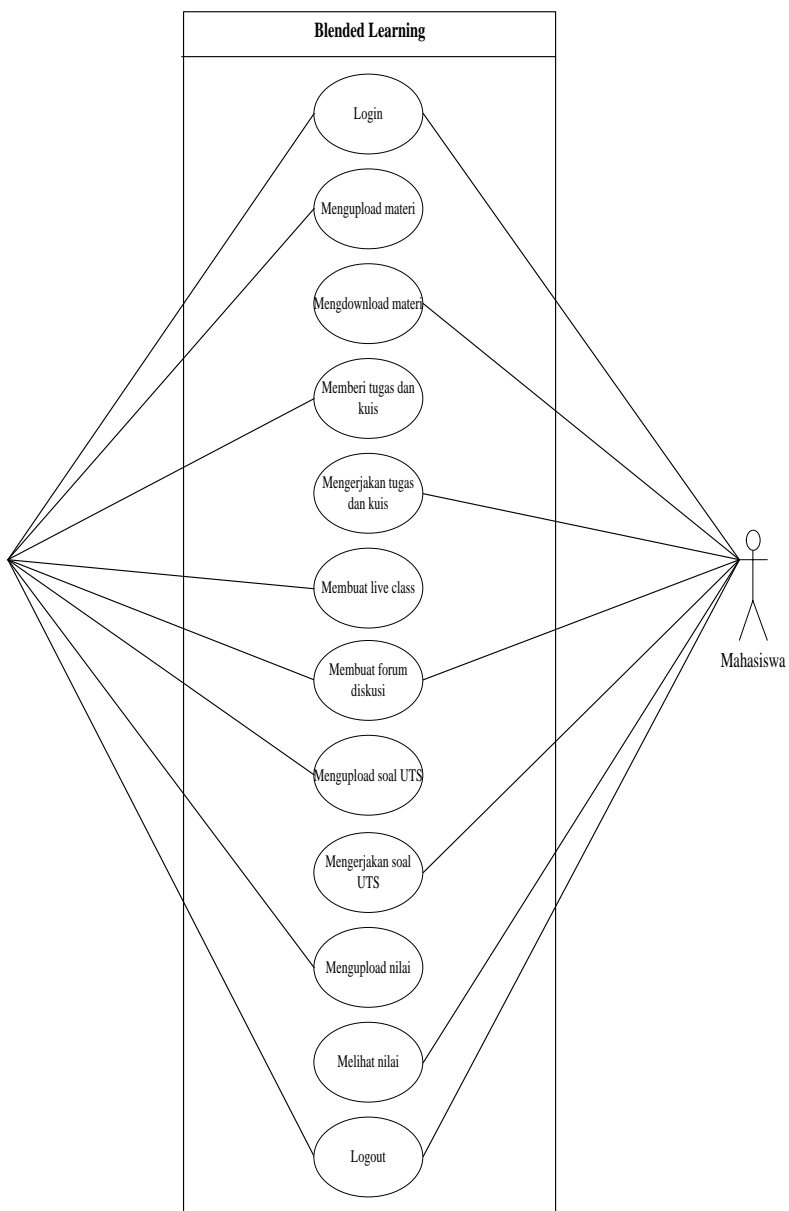 Blended Learning
Login
Mengupload materi
Mengdownload materi
Memberi tugas dan
kuis
Mengerjakan tugas
dan kuis
Membuat live class
Membuat forum
diskusi
Mahasiswa
Mengupload soal UTS
Mengerjakan soal
UTS
Mengupload nilai
Melihat nilai
Logout